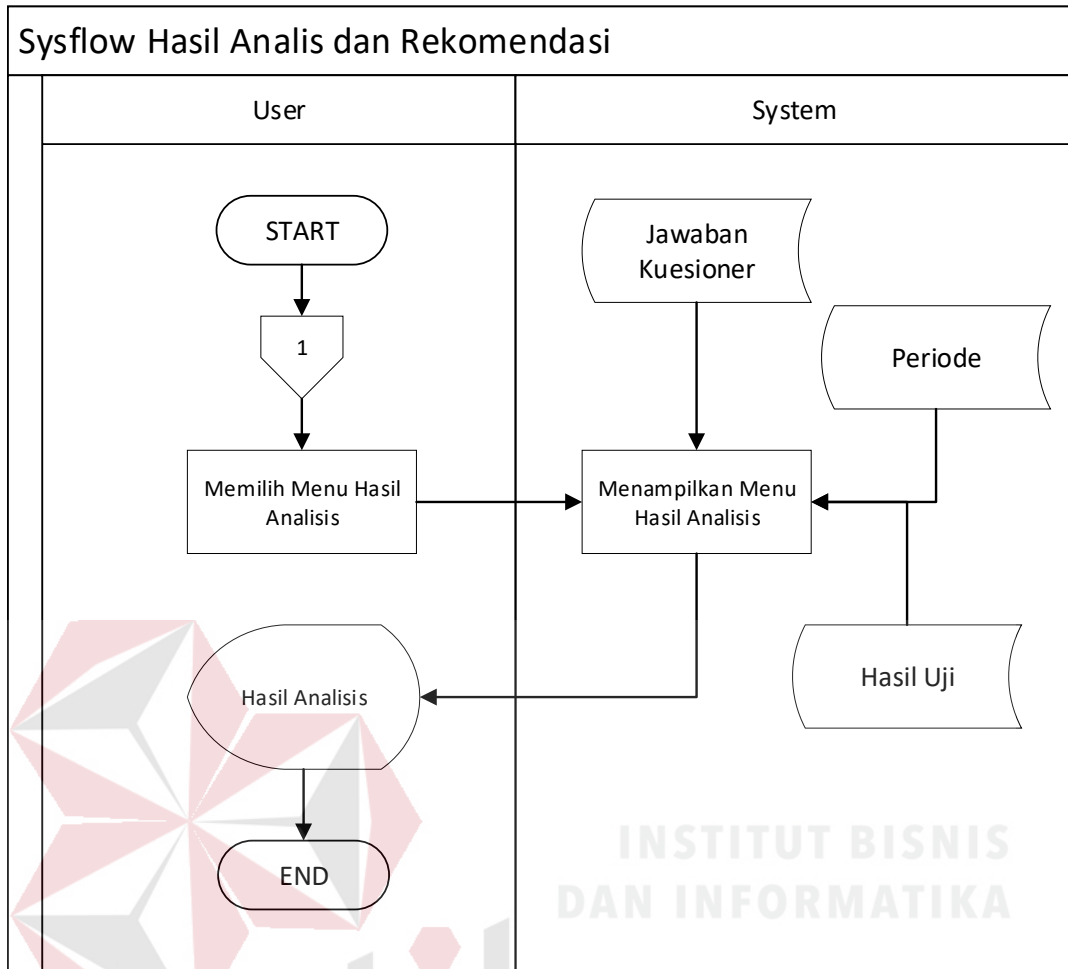 Sysflow Hasil Analis dan Rekomendasi
User
System
START
Jawaban
Kuesioner
1
Periode
Memilih Menu Hasil
Analisis
Menampilkan Menu
Hasil Analisis
Hasil Analisis
Hasil Uji
END
INSTITUT BISNIS
DAN INFORMATIKA